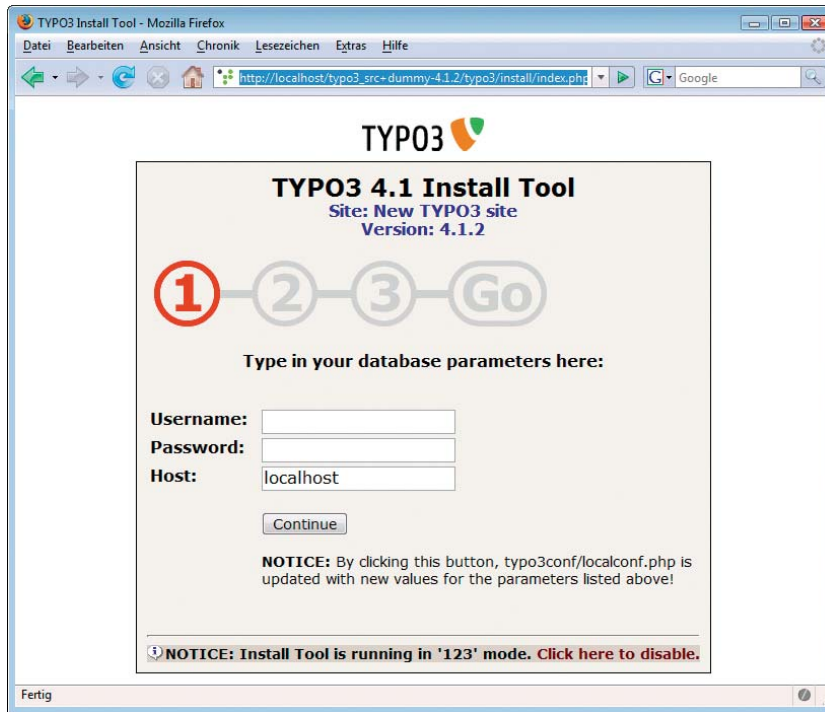 TYPO3 Install Tool - Mozilla Firefox
Datei Bearbeiten Ansicht Chronik Lesezeichen Extras Hilfe
http://localhost/typo3_src+dummy-4.1.2/typo3/install/index.php
G Google
TYPO3
TYPO3 4.1 Install Tool
Site: New TYPO3 site
Version: 4.1.2
1 2 3 Go
Type in your database parameters here:
Username:
Password:
Host: localhost
Continue
NOTICE: By clicking this button, typo3conf/localconf.php is
updated with new values for the parameters listed above!
NOTICE: Install Tool is running in '123' mode. Click here to disable.
Fertig